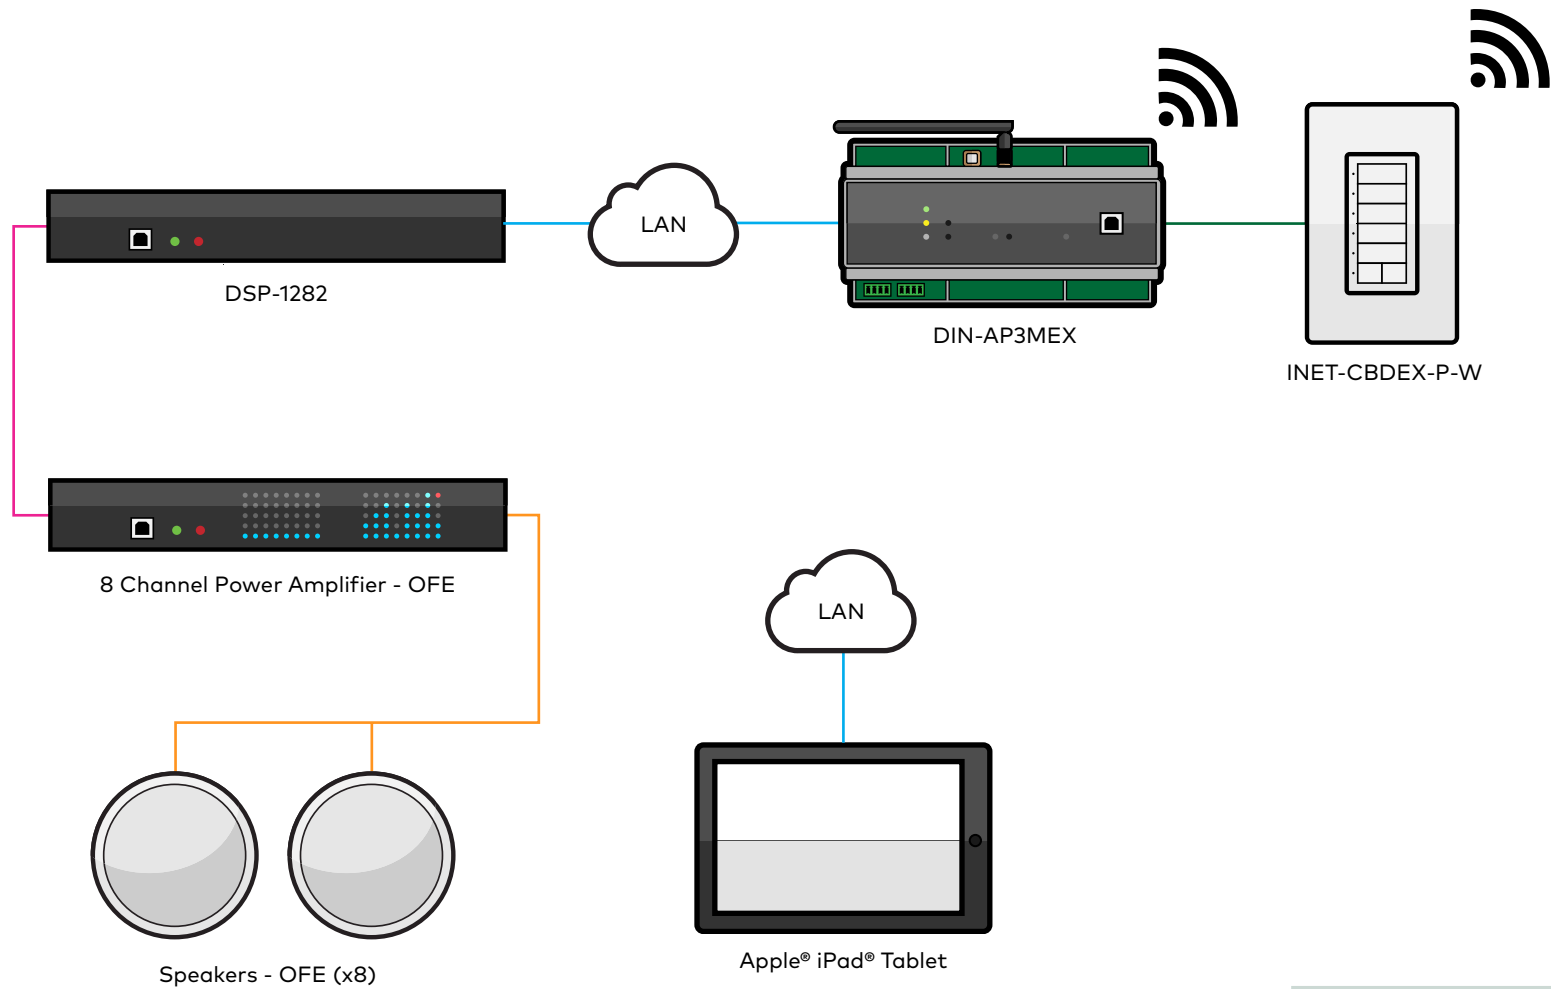 LAN
DSP-1282
DIN-AP3MEX
INET-CBDEX-P-W
8 Channel Power Amplifier - OFE
LAN
Speakers - OFE (x8)
Apple® iPad® Tablet